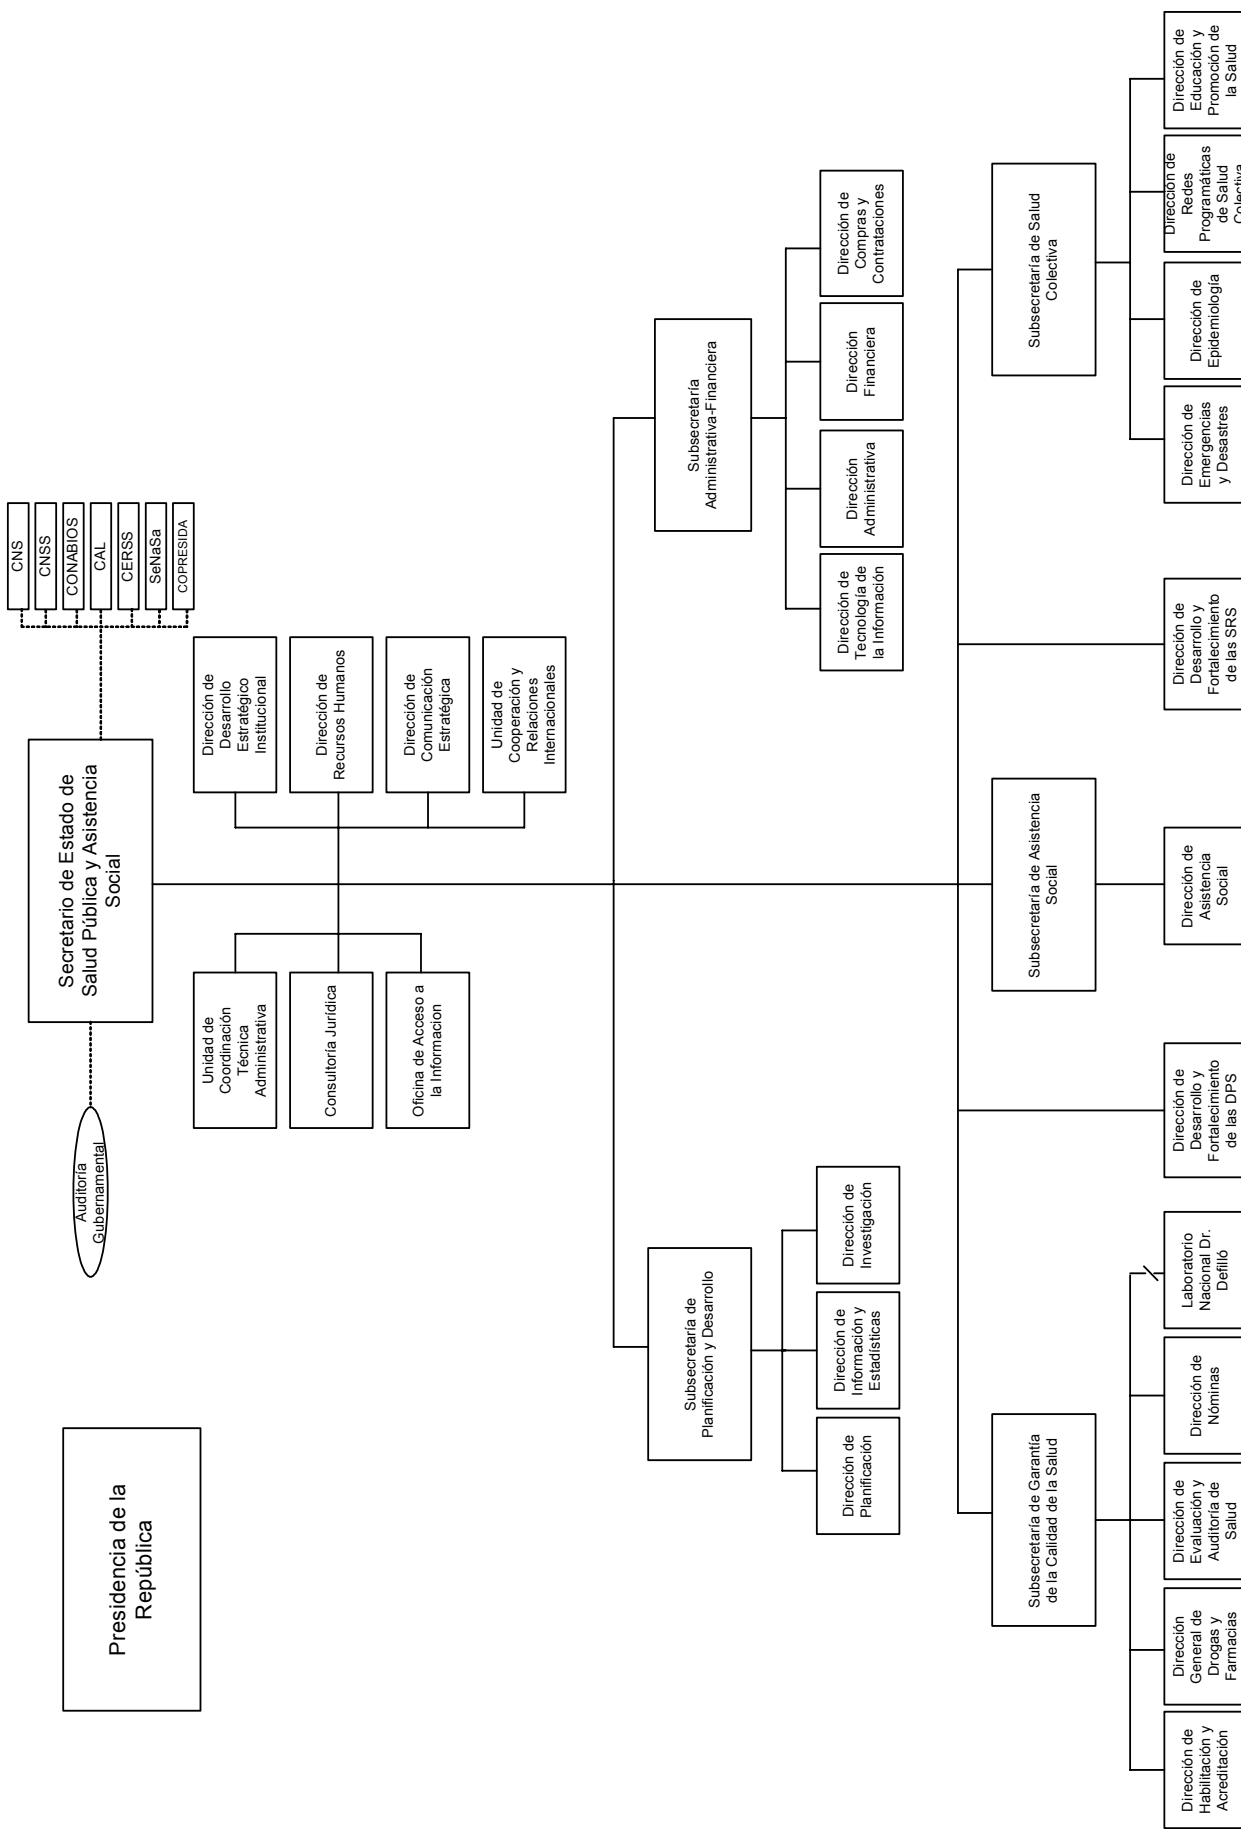 Presidencia de la
República
Auditoría
Gubernamental
Secretario de Estado de
Salud Pública y Asistencia
Social
CNS
CNSS
CONABIOS
CAL
CERSS
SeNaSa
COPRESIDA
Unidad de
Coordinación
Técnica
Administrativa
Consultoría Jurídica
Oficina de Acceso a
la Informacion
Dirección de
Desarrollo
Estratégico
Institucional
Dirección de
Recursos Humanos
Dirección de
Comunicación
Estratégica
Unidad de
Cooperación y
Relaciones
Internacionales
Subsecretaría de
Planificación y Desarrollo
Dirección de
Planificación
Dirección de
Información y
Estadísticas
Dirección de
Investigación
Subsecretaría
Administrativa-Financiera
Dirección de
Tecnología de
la Información
Dirección
Administrativa
Dirección
Financiera
Dirección de
Compras y
Contrataciones
Subsecretaría de Garantía
de la Calidad de la Salud
Dirección de
Habilitación y
Acreditación
Dirección
General de
Drogas y
Farmacias
Dirección de
Evaluación y
Auditoría de
Salud
Dirección de
Nóminas
Laboratorio
Nacional Dr.
Defilló
Dirección de
Desarrollo y
Fortalecimiento
de las DPS
Subsecretaría de Asistencia
Social
Dirección de
Asistencia
Social
Dirección de
Desarrollo y
Fortalecimiento
de las SRS
Subsecretaría de Salud
Colectiva
Dirección de
Emergencias
y Desastres
Dirección de
Epidemiología
Dirección de
Redes
Programáticas
de Salud
Colectiva
Dirección de
Educación y
Promoción de
la Salud